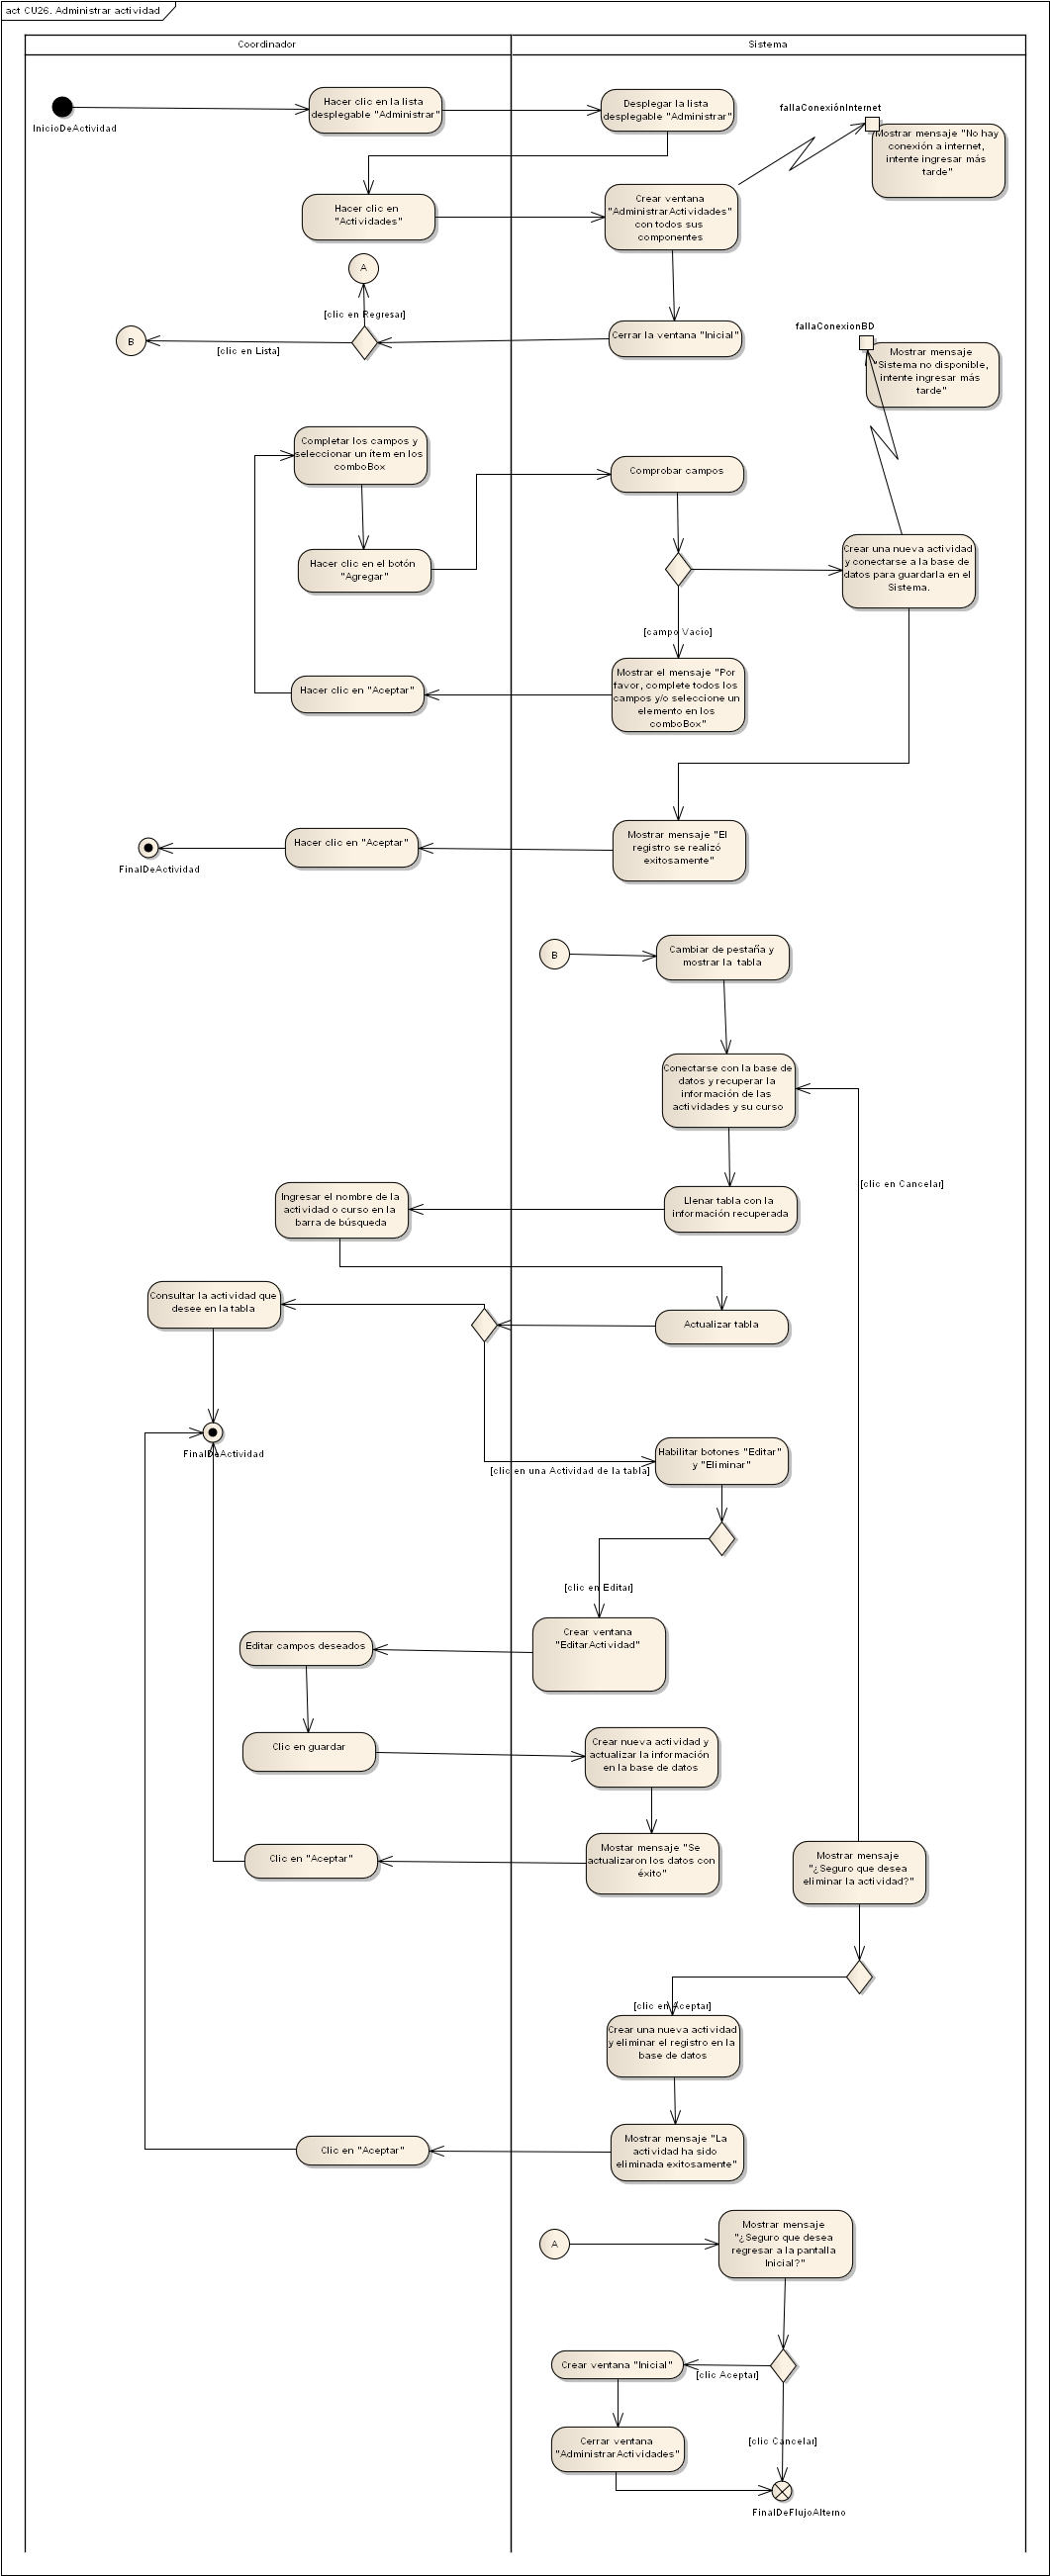 act CU26. Administrar actividad
Coordinador
Sistema
InicioDeActividad
Hacer clic en la lista
desplegable "Administrar"
Desplegar la lista
desplegable "Administrar"
fallaConexiónInternet
Mostrar mensaje "No hay
conexión a internet,
intente ingresar más
tarde"
Hacer clic en
"Actividades"
Crear ventana
"AdministrarActividades"
con todos sus
componentes
A
[clic en Regresar]
B
[clic en Lista]
Cerrar la ventana "Inicial"
fallaConexionBD
Mostrar mensaje
"Sistema no disponible,
intente ingresar más
tarde"
Completar los campos y
seleccionar un ítem en los
comboBox
Comprobar campos
Hacer clic en el botón
"Agregar"
Crear una nueva actividad
y conectarse a la base de
datos para guardarla en el
Sistema.
[campo Vacío]
Hacer clic en "Aceptar"
Mostrar el mensaje "Por
favor, complete todos los
campos y/o seleccione un
elemento en los
comboBox"
Hacer clic en "Aceptar"
FinalDeActividad
Mostrar mensaje "El
registro se realizó
exitosamente"
B
Cambiar de pestaña y
mostrar la tabla
Conectarse con la base de
datos y recuperar la
información de las
actividades y su curso
[clic en Cancelar]
Ingresar el nombre de la
actividad o curso en la
barra de búsqueda
Llenar tabla con la
información recuperada
Consultar la actividad que
desee en la tabla
Actualizar tabla
FinalDeActividad
Habilitar botones "Editar"
y "Eliminar"
[clic en una Actividad de la tabla]
[clic en Editar]
Crear ventana
"EditarActividad"
Editar campos deseados
Clic en guardar
Crear nueva actividad y
actualizar la información
en la base de datos
Clic en "Aceptar"
Mostar mensaje "Se
actualizaron los datos con
éxito"
Mostrar mensaje
"¿Seguro que desea
eliminar la actividad?"
[clic en Aceptar]
Crear una nueva actividad
y eliminar el registro en la
base de datos
Clic en "Aceptar"
Mostrar mensaje "La
actividad ha sido
eliminada exitosamente"
A
Mostrar mensaje
"¿Seguro que desea
regresar a la pantalla
Inicial?"
Crear ventana "Inicial"
[clic Aceptar]
Cerrar ventana
"AdministrarActividades"
[clic Cancelar]
FinalDeFlujoAlterno